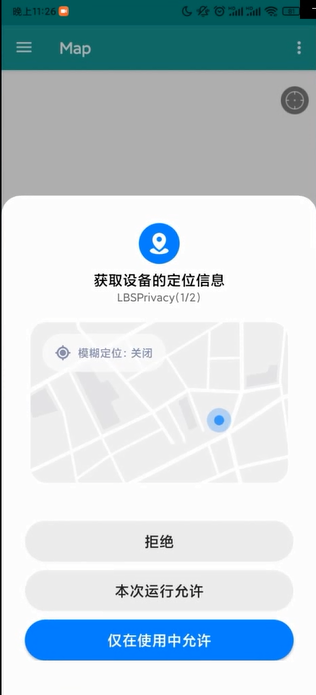 晚上11:26
Map
获取设备的定位信息
LBSPrivacy(1/2)
模糊定位: 关闭
拒绝
本次运行允许
仅在使用中允许